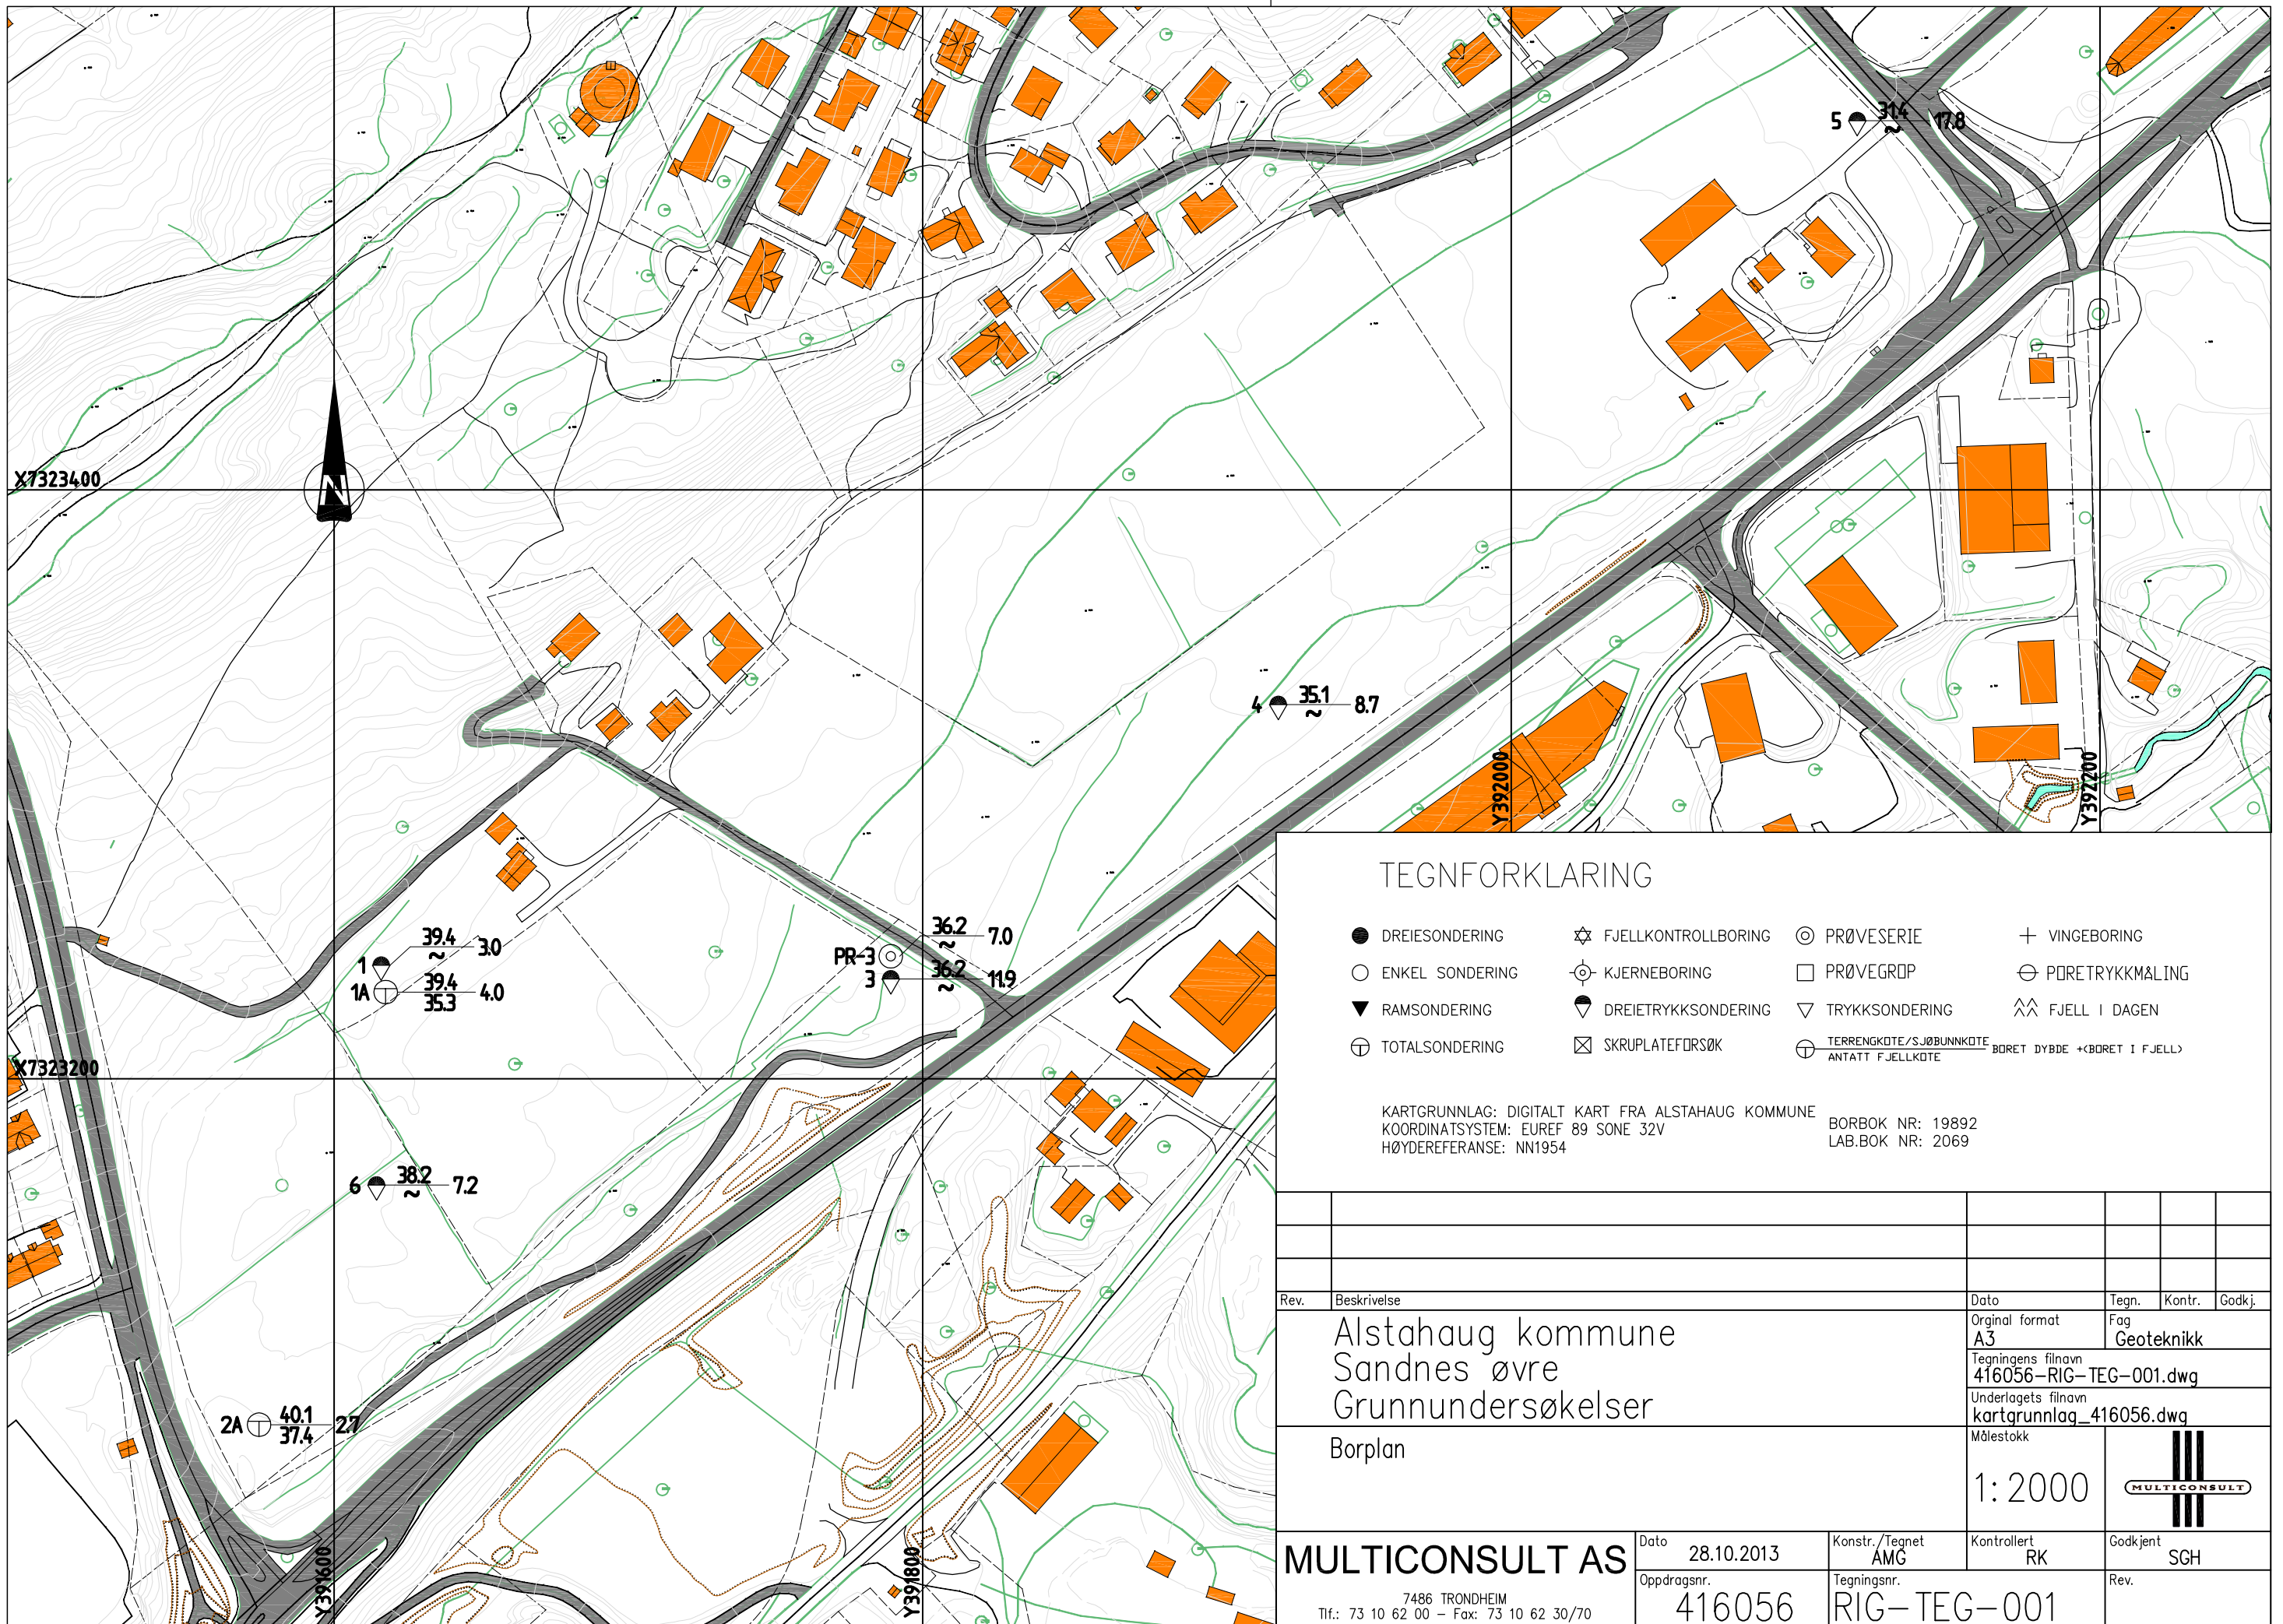 5 31.4 ~ 17.8
X7323400
N
4 35.1 ~ 8.7
Y392000
Y392200
1 39.4 ~ 3.0
1A 39.4 35.3 4.0
PR-3 36.2 ~ 7.0
3 36.2 ~ 11.9
X7323200
6 38.2 ~ 7.2
2A 40.1 37.4 2.7
Y391600
Y391800
TEGNFORKLARING
DREIESONDERING
FJELLKONTROLLBORING
PRØVESERIE
VINGEBORING
ENKEL SONDERING
KJERNEBORING
PRØVEGROP
PORETRYKKMÅLING
RAMSONDERING
DREIETRYKKSONDERING
TRYKKSONDERING
FJELL I DAGEN
TOTALSONDERING
SKRUPLATEFORSØK
TERRENGKOTE/SJØBUNNKOTE
ANTATT FJELLKOTE
BORET DYBDE +(BORET I FJELL)
KARTGRUNNLAG: DIGITALT KART FRA ALSTAHAUG KOMMUNE
KOORDINATSYSTEM: EUREF 89 SONE 32V
HØYDEREFERANSE: NN1954
BORBOK NR: 19892
LAB.BOK NR: 2069
Rev. Beskrivelse Dato Tegn. Kontr. Godkj.
Alstahaug kommune
Sandnes øvre
Grunnundersøkelser
Orginal format
A3
Fag
Geoteknikk
Tegningens filnavn
416056-RIG-TEG-001.dwg
Underlagets filnavn
kartgrunnlag_416056.dwg
Borplan
Målestokk
1:2000
MULTICONSULT
MULTICONSULT AS
7486 TRONDHEIM
Tlf.: 73 10 62 00 - Fax: 73 10 62 30/70
Dato
28.10.2013
Konstr./Tegnet
AMG
Kontrollert
RK
Godkjent
SGH
Oppdragsnr.
416056
Tegningsnr.
RIG-TEG-001
Rev.